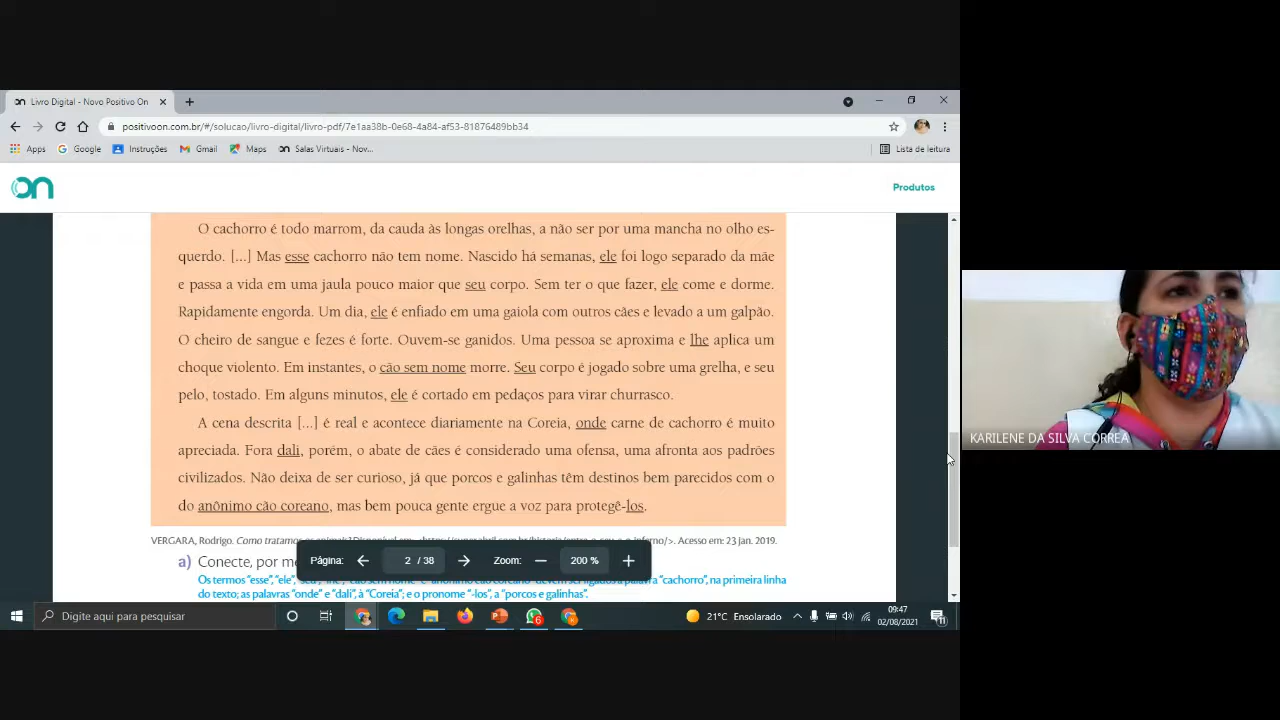 Livro Digital - Novo Positivo On
positivoon.com.br/#/solucao/livro-digital/livro-pdf/7e1aa38b-0e68-4a84-af53-81876489bb34
Apps Google Instruções Gmail Maps Salas Virtuais - Nov... Lista de leitura
on Produtos
O cachorro é todo marrom, da cauda às longas orelhas, a não ser por uma mancha no olho es-
querdo. [...] Mas esse cachorro não tem nome. Nascido há semanas, ele foi logo separado da mãe
e passa a vida em uma jaula pouco maior que seu corpo. Sem ter o que fazer, ele come e dorme.
Rapidamente engorda. Um dia, ele é enfiado em uma gaiola com outros cães e levado a um galpão.
O cheiro de sangue e fezes é forte. Ouvem-se ganidos. Uma pessoa se aproxima e lhe aplica um
choque violento. Em instantes, o cão sem nome morre. Seu corpo é jogado sobre uma grelha, e seu
pelo, tostado. Em alguns minutos, ele é cortado em pedaços para virar churrasco.
A cena descrita [...] é real e acontece diariamente na Coreia, onde carne de cachorro é muito
apreciada. Fora dali, porém, o abate de cães é considerado uma ofensa, uma afronta aos padrões
civilizados. Não deixa de ser curioso, já que porcos e galinhas têm destinos bem parecidos com o
do anônimo cão coreano, mas bem pouca gente ergue a voz para protegê-los.
VERGARA, Rodrigo. Como tratamos os animais? Disponível em: Acesso em: 23 jan. 2019.
a) Conecte, por me
Página: 2 / 38 Zoom: 200 %
Os termos "esse", "ele", devem ser ligados à palavra "cachorro", na primeira linha
do texto; as palavras "onde" e "dali", à "Coreia"; e o pronome "-los", a "porcos e galinhas".
Digite aqui para pesquisar
6
21°C Ensolarado
09:47
02/08/2021
11
KARILENE DA SILVA CORREA